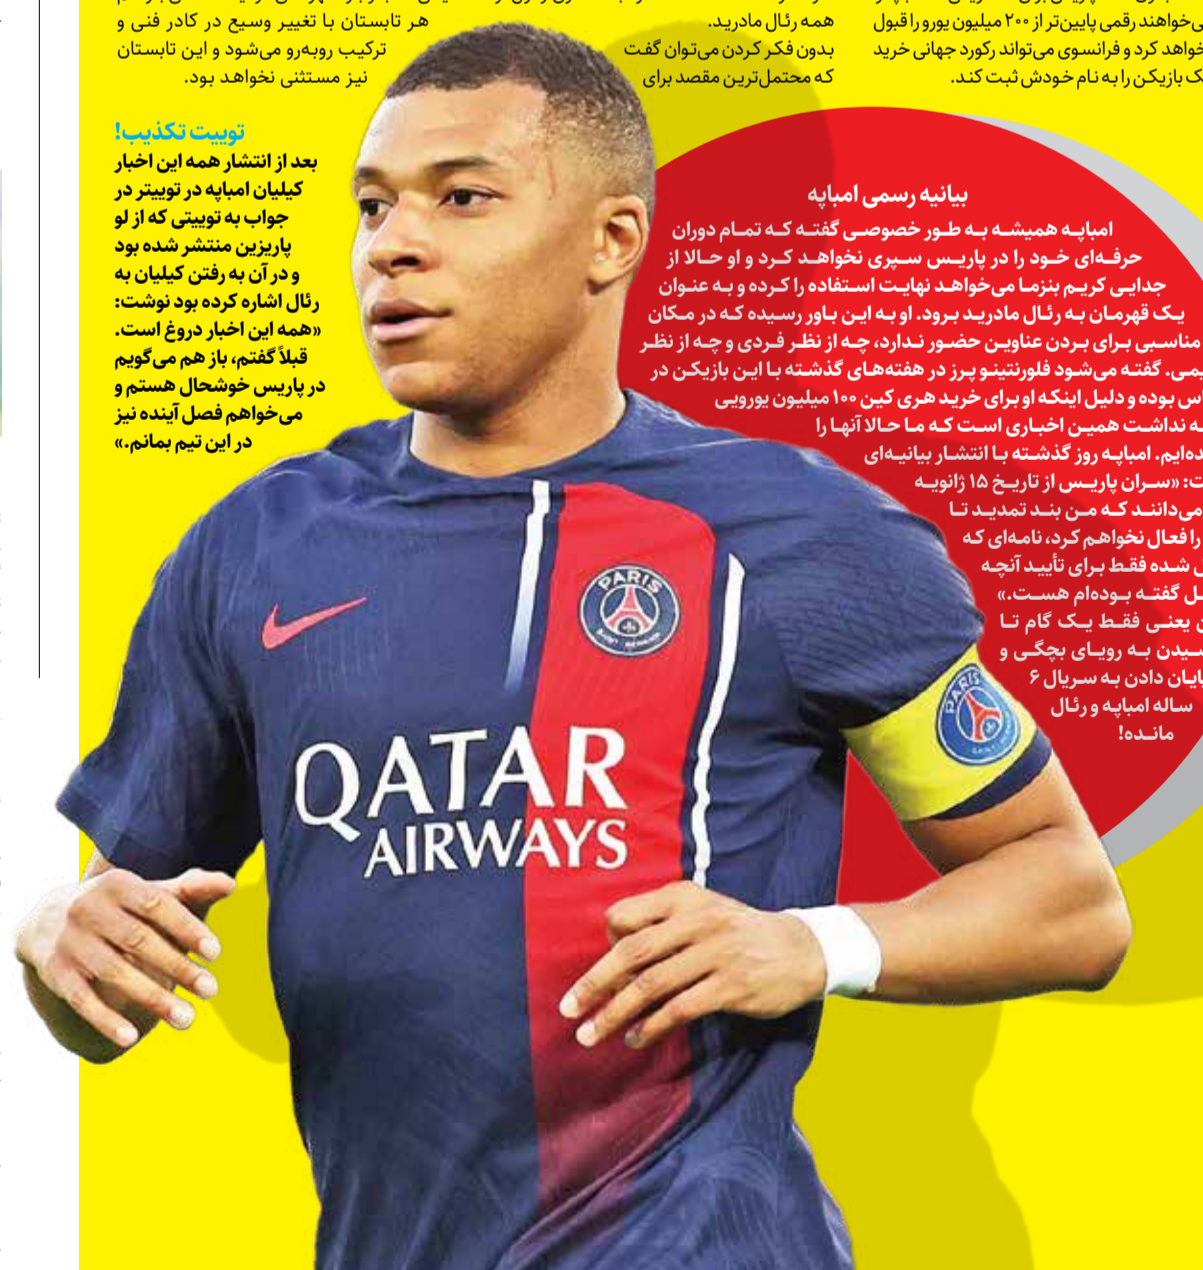 می‌خواهند رقمی پایین‌تر از ۲۰۰ میلیون یورو را قبول
خواهد کرد و فرانسوی می‌تواند رکورد جهانی خرید
یک بازیکن را به نام خودش ثبت کند.
همه رئال مادرید.
بدون فکر کردن می‌توان گفت
که محتمل‌ترین مقصد برای
هر تابستان با تغییر وسیع در کادر فنی و
ترکیب روبه‌رو می‌شود و این تابستان
نیز مستثنی نخواهد بود.
بیانیه رسمی امباپه
امباپه همیشه به طور خصوصی گفته که تمام دوران
حرفه‌ای خود را در پاریس سپری نخواهد کرد و او حالا از
جدایی کریم بنزما می‌خواهد نهایت استفاده را کرده و به عنوان
یک قهرمان به رئال مادرید برود. او به این باور رسیده که در مکان
مناسبی برای بردن عناوین حضور ندارد، چه از نظر فردی و چه از نظر
گفته می‌شود فلورنتینو پرز در هفته‌های گذشته با این بازیکن در
بوده و دلیل اینکه او برای خرید هری کین ۱۰۰ میلیون یورویی
نداشت همین اخباری است که ما حالا آنها را
امباپه روز گذشته با انتشار بیانیه‌ای
«سران پاریس از تاریخ ۱۵ ژانویه
می‌دانند که من بند تمدید تا
را فعال نخواهم کرد، نامه‌ای که
شده فقط برای تأیید آنچه
گفته بوده‌ام هست.»
یعنی فقط یک گام تا
به رویای بچگی و
پایان دادن به سریال ۶
ساله امباپه و رئال
مانده!
توییت تکذیب!
بعد از انتشار همه این اخبار
کیلیان امباپه در توییتر در
جواب به توییتی که از لو
پاریزین منتشر شده بود
و در آن به رفتن کیلیان به
رئال اشاره کرده بود نوشت:
«همه این اخبار دروغ است.
قبلاً گفتم، باز هم می‌گویم
در پاریس خوشحال هستم و
می‌خواهم فصل آینده نیز
در این تیم بمانم.»
PARIS
SAINT-GERMAIN
PARIS
QATAR
AIRWAYS